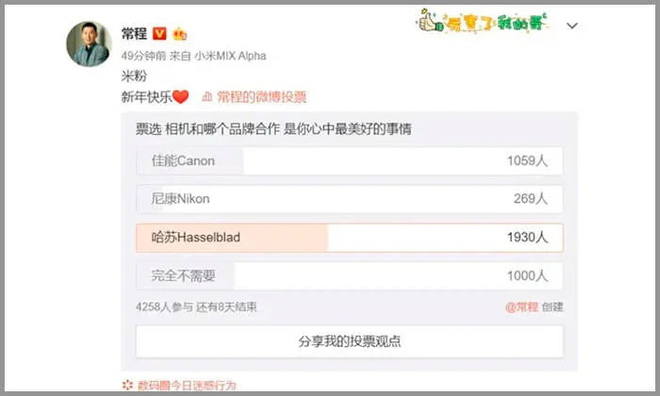 常程
49分钟前 来自 小米MIX Alpha
米粉
新年快乐❤ 常程的微博投票
票选 相机和哪个品牌合作 是你心中最美好的事情
佳能Canon 1059人
尼康Nikon 269人
哈苏Hasselblad 1930人
完全不需要 1000人
4258人参与 还有8天结束 @常程 创建
分享我的投票观点
数码圈今日迷惑行为